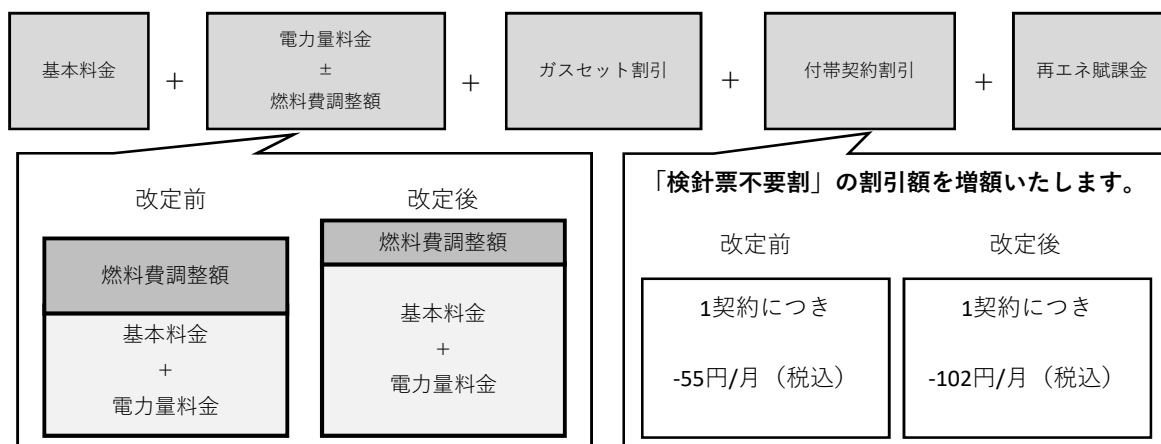 基本料金
+
電力量料金
±
燃料費調整額
+
ガスセット割引
+
付帯契約割引
+
再エネ賦課金
改定前
燃料費調整額
基本料金
+
電力量料金
改定後
燃料費調整額
基本料金
+
電力量料金
「検針票不要割」の割引額を増額いたします。
改定前
1契約につき
-55円/月（税込）
改定後
1契約につき
-102円/月（税込）